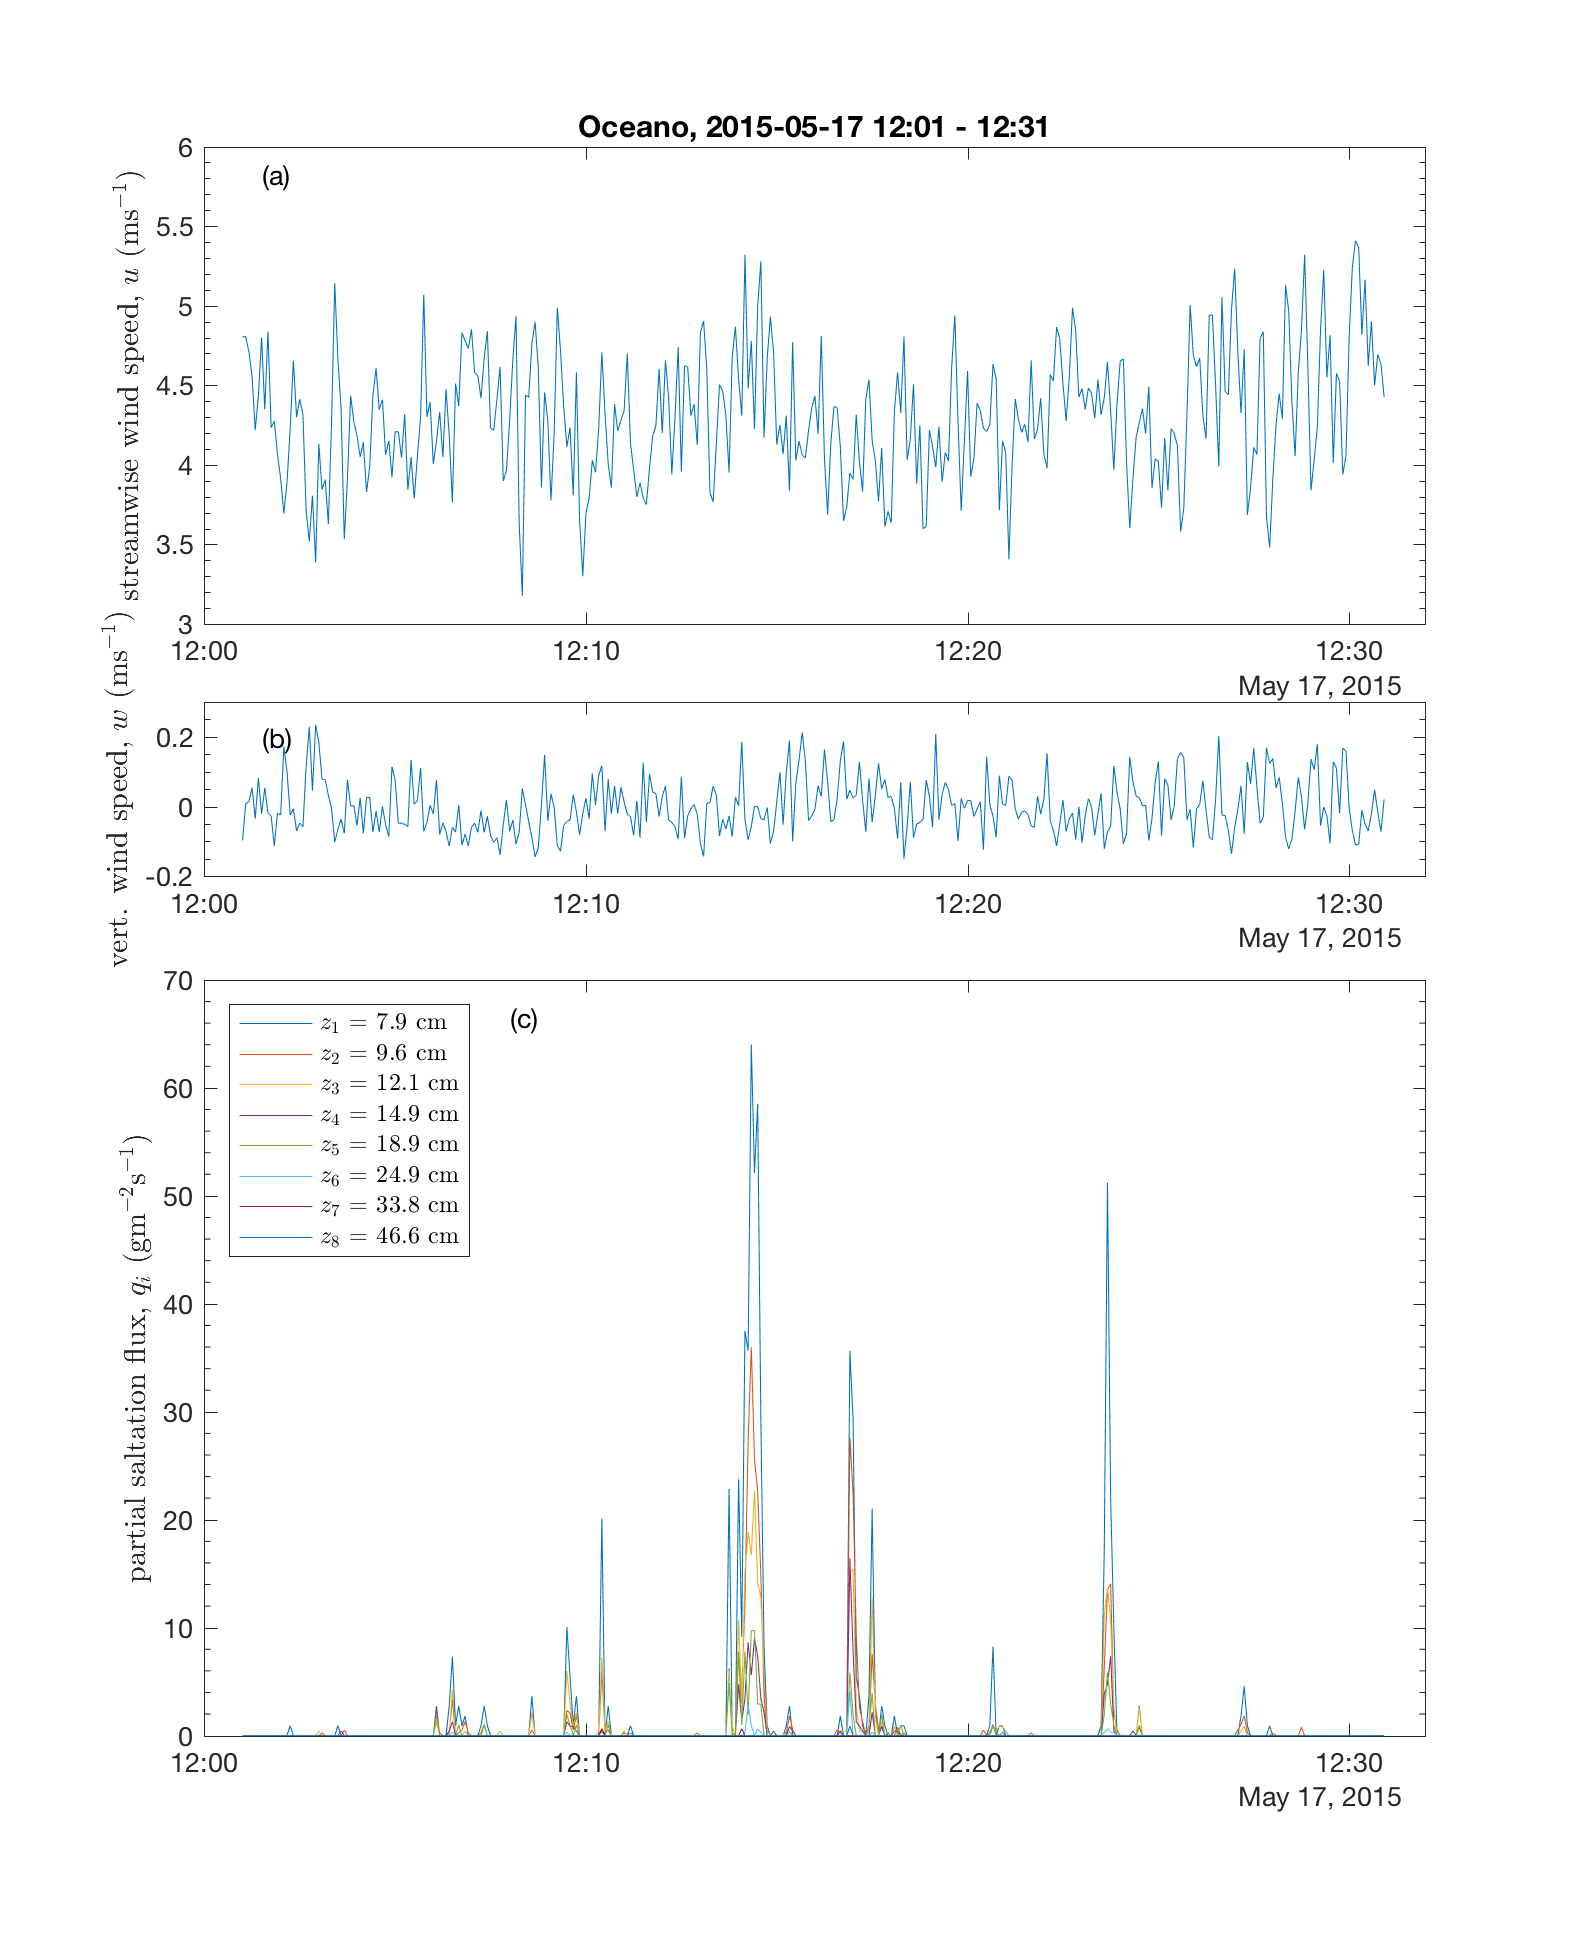 Oceano, 2015-05-17 12:01 - 12:31
(a)
streamwise wind speed, u (ms⁻¹)
6
5.5
5
4.5
4
3.5
3
12:00 12:10 12:20 12:30
May 17, 2015
(b)
vert. wind speed, w (ms⁻¹)
0.2
0
-0.2
12:00 12:10 12:20 12:30
May 17, 2015
(c)
partial saltation flux, qᵢ (gm⁻²s⁻¹)
70
60
50
40
30
20
10
0
z₁ = 7.9 cm
z₂ = 9.6 cm
z₃ = 12.1 cm
z₄ = 14.9 cm
z₅ = 18.9 cm
z₆ = 24.9 cm
z₇ = 33.8 cm
z₈ = 46.6 cm
12:00 12:10 12:20 12:30
May 17, 2015